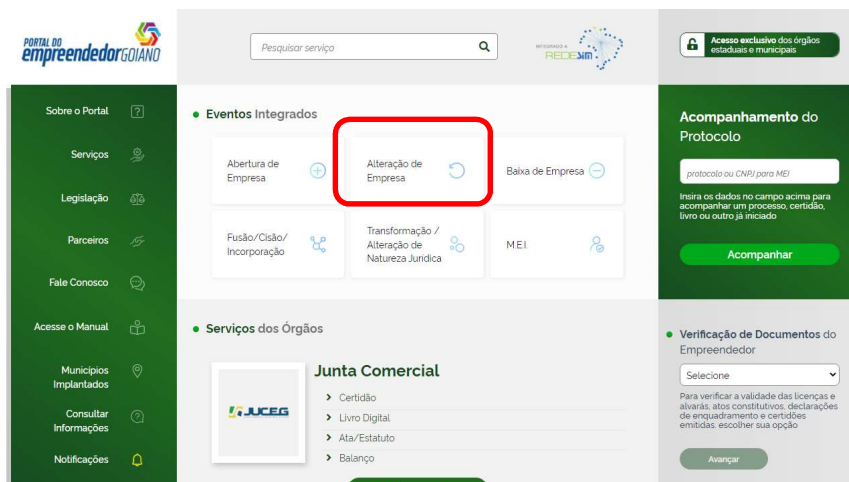 PORTAL DO
empreendedorGOIANO
Pesquisar serviço
INTEGRADO A
REDESIM
Acesso exclusivo dos órgãos
estaduais e municipais
Sobre o Portal
Serviços
Legislação
Parceiros
Fale Conosco
Acesse o Manual
Municípios
Implantados
Consultar
Informações
Notificações
Eventos Integrados
Abertura de
Empresa
Alteração de
Empresa
Baixa de Empresa
Fusão/Cisão/
Incorporação
Transformação /
Alteração de
Natureza Jurídica
M.E.I.
Serviços dos Órgãos
JUCEG
Junta Comercial
Certidão
Livro Digital
Ata/Estatuto
Balanço
Acompanhamento do
Protocolo
protocolo ou CNPJ para MEI
Insira os dados no campo acima para
acompanhar um processo, certidão,
livro ou outro já iniciado
Acompanhar
Verificação de Documentos do
Empreendedor
Selecione
Para verificar a validade das licenças e
alvarás, atos constitutivos, declarações
de enquadramento e certidões
emitidas, escolher sua opção
Avançar